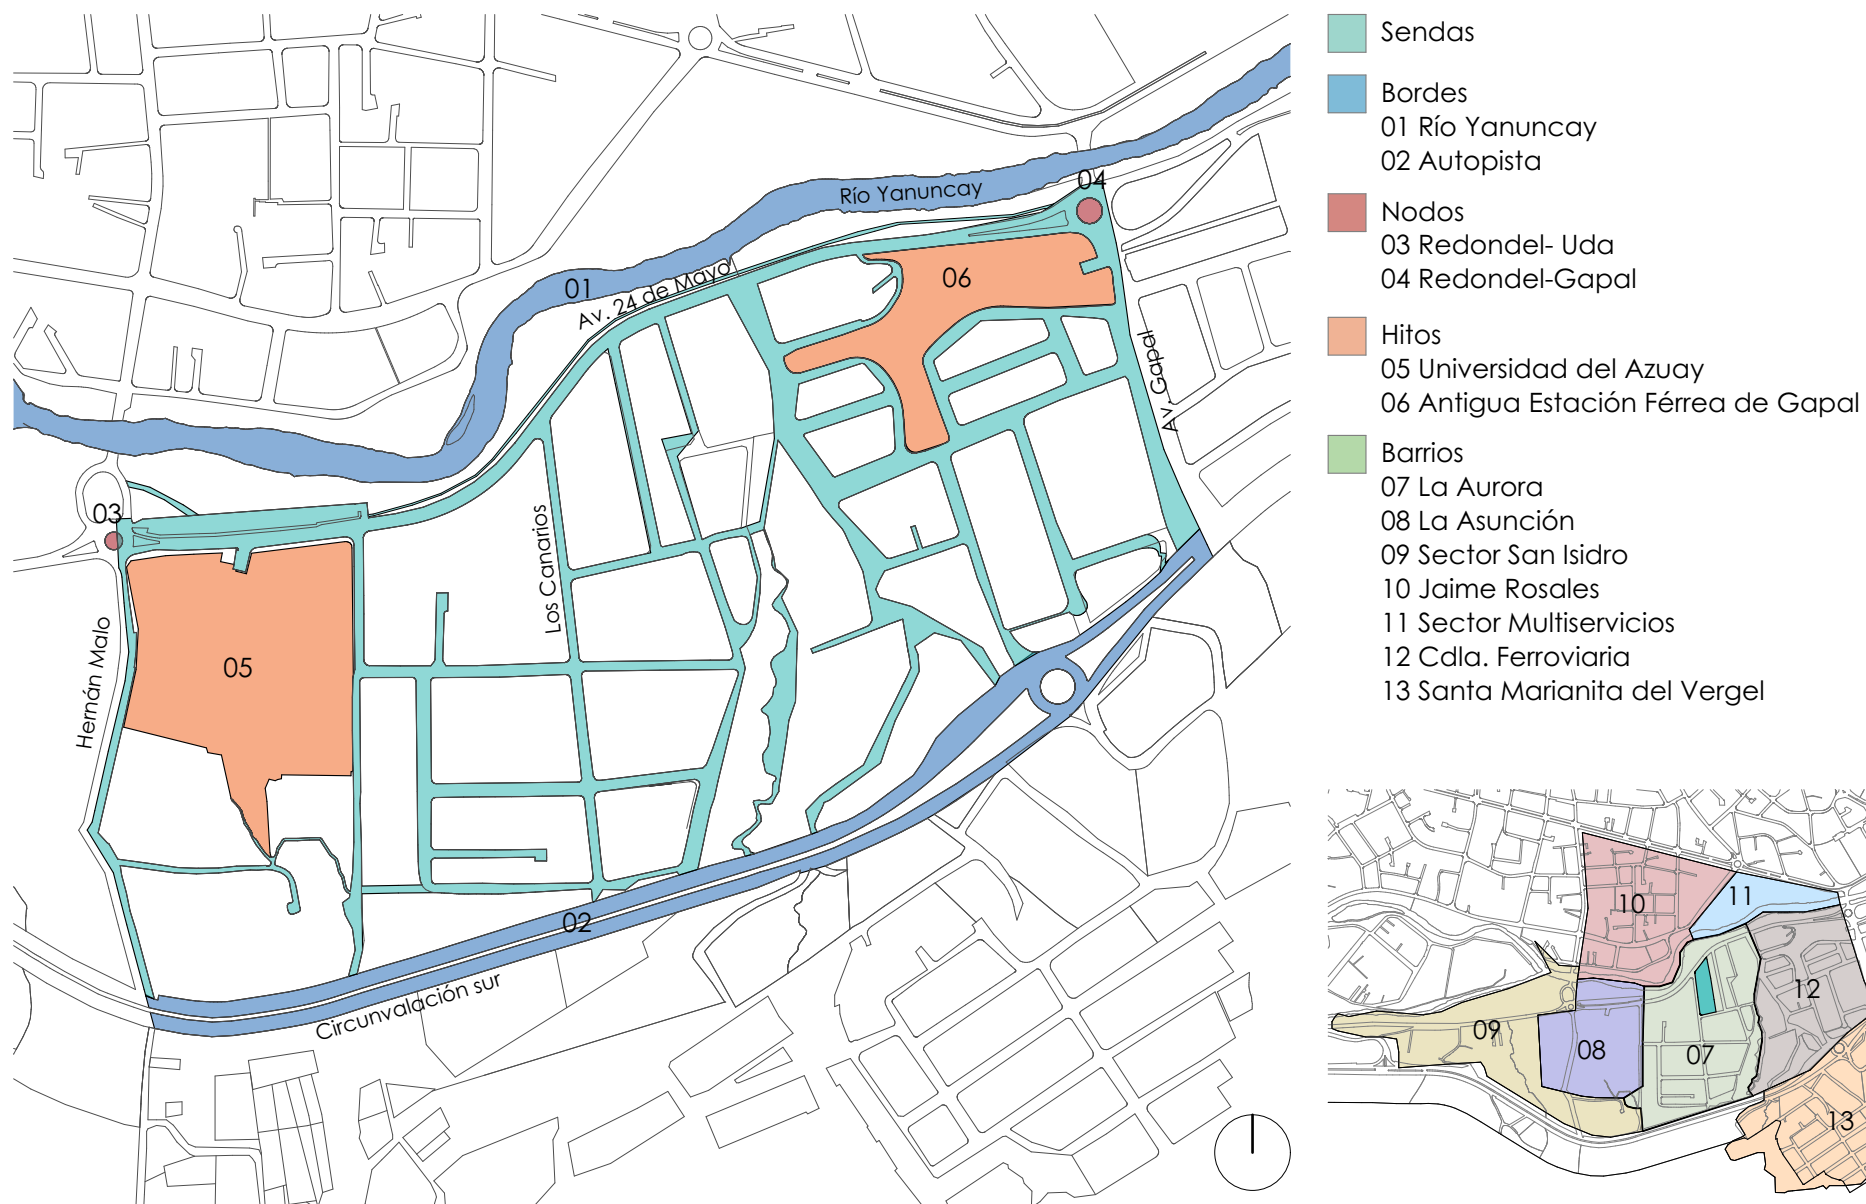 Río Yanuncay
04
01
Av. 24 de Mayo
06
Av. Gapal
03
Los Canarios
Hernán Malo
05
02
Circunvalación sur
Sendas
Bordes
01 Río Yanuncay
02 Autopista
Nodos
03 Redondel- Uda
04 Redondel-Gapal
Hitos
05 Universidad del Azuay
06 Antigua Estación Férrea de Gapal
Barrios
07 La Aurora
08 La Asunción
09 Sector San Isidro
10 Jaime Rosales
11 Sector Multiservicios
12 Cdla. Ferroviaria
13 Santa Marianita del Vergel
10
11
12
09
08
07
13